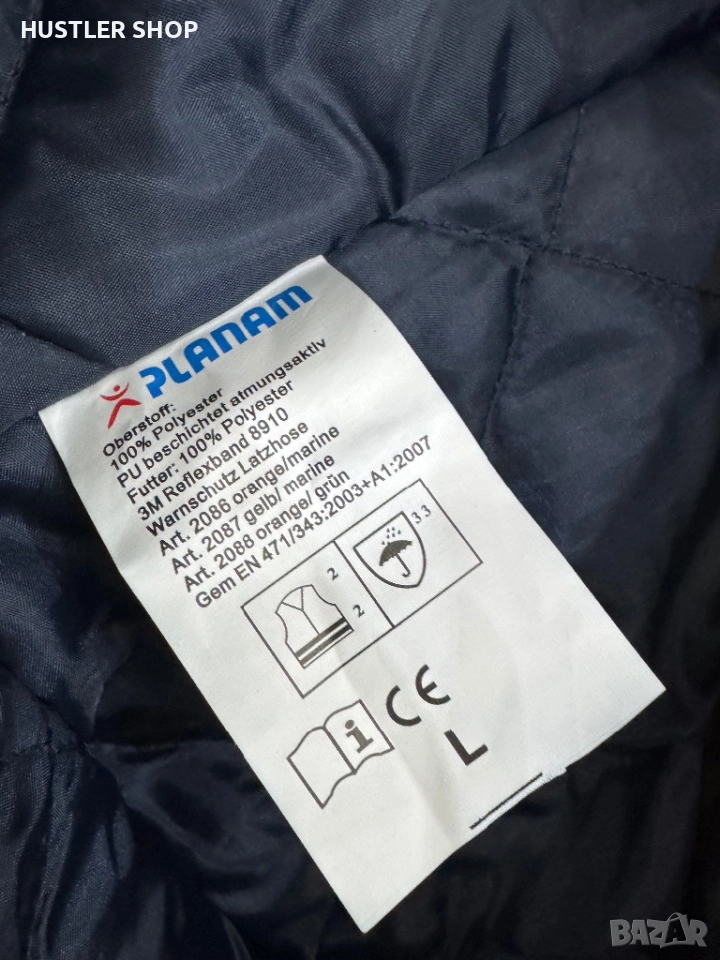 HUSTLER SHOP
PLANAM
Oberstoff:
100% Polyester
PU beschichtet atmungsaktiv
Futter: 100% Polyester
3M Reflexband 8910
Warnschutz Latzhose
Art. 2086 orange/marine
Art. 2087 gelb/ marine
Art. 2088 orange/ grün
Gem EN 471/343:2003+A1:2007
2
2
3.3
i
CE
L
BAZAR